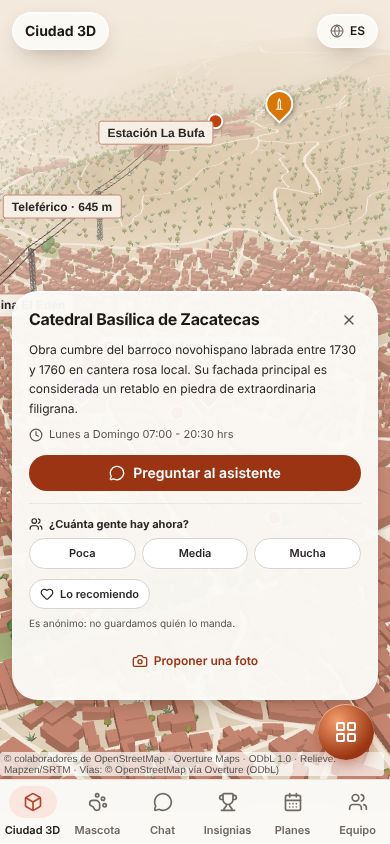 Ciudad 3D
ES
Estación La Bufa
Teleférico · 645 m
ina El Edén
Catedral Basílica de Zacatecas
Obra cumbre del barroco novohispano labrada entre 1730
y 1760 en cantera rosa local. Su fachada principal es
considerada un retablo en piedra de extraordinaria
filigrana.
Lunes a Domingo 07:00 - 20:30 hrs
Preguntar al asistente
¿Cuánta gente hay ahora?
Poca
Media
Mucha
Lo recomiendo
Es anónimo: no guardamos quién lo manda.
Proponer una foto
© colaboradores de OpenStreetMap · Overture Maps · ODbL 1.0 · Relieve:
Mapzen/SRTM · Vías: © OpenStreetMap vía Overture (ODbL)
Ciudad 3D
Mascota
Chat
Insignias
Planes
Equipo